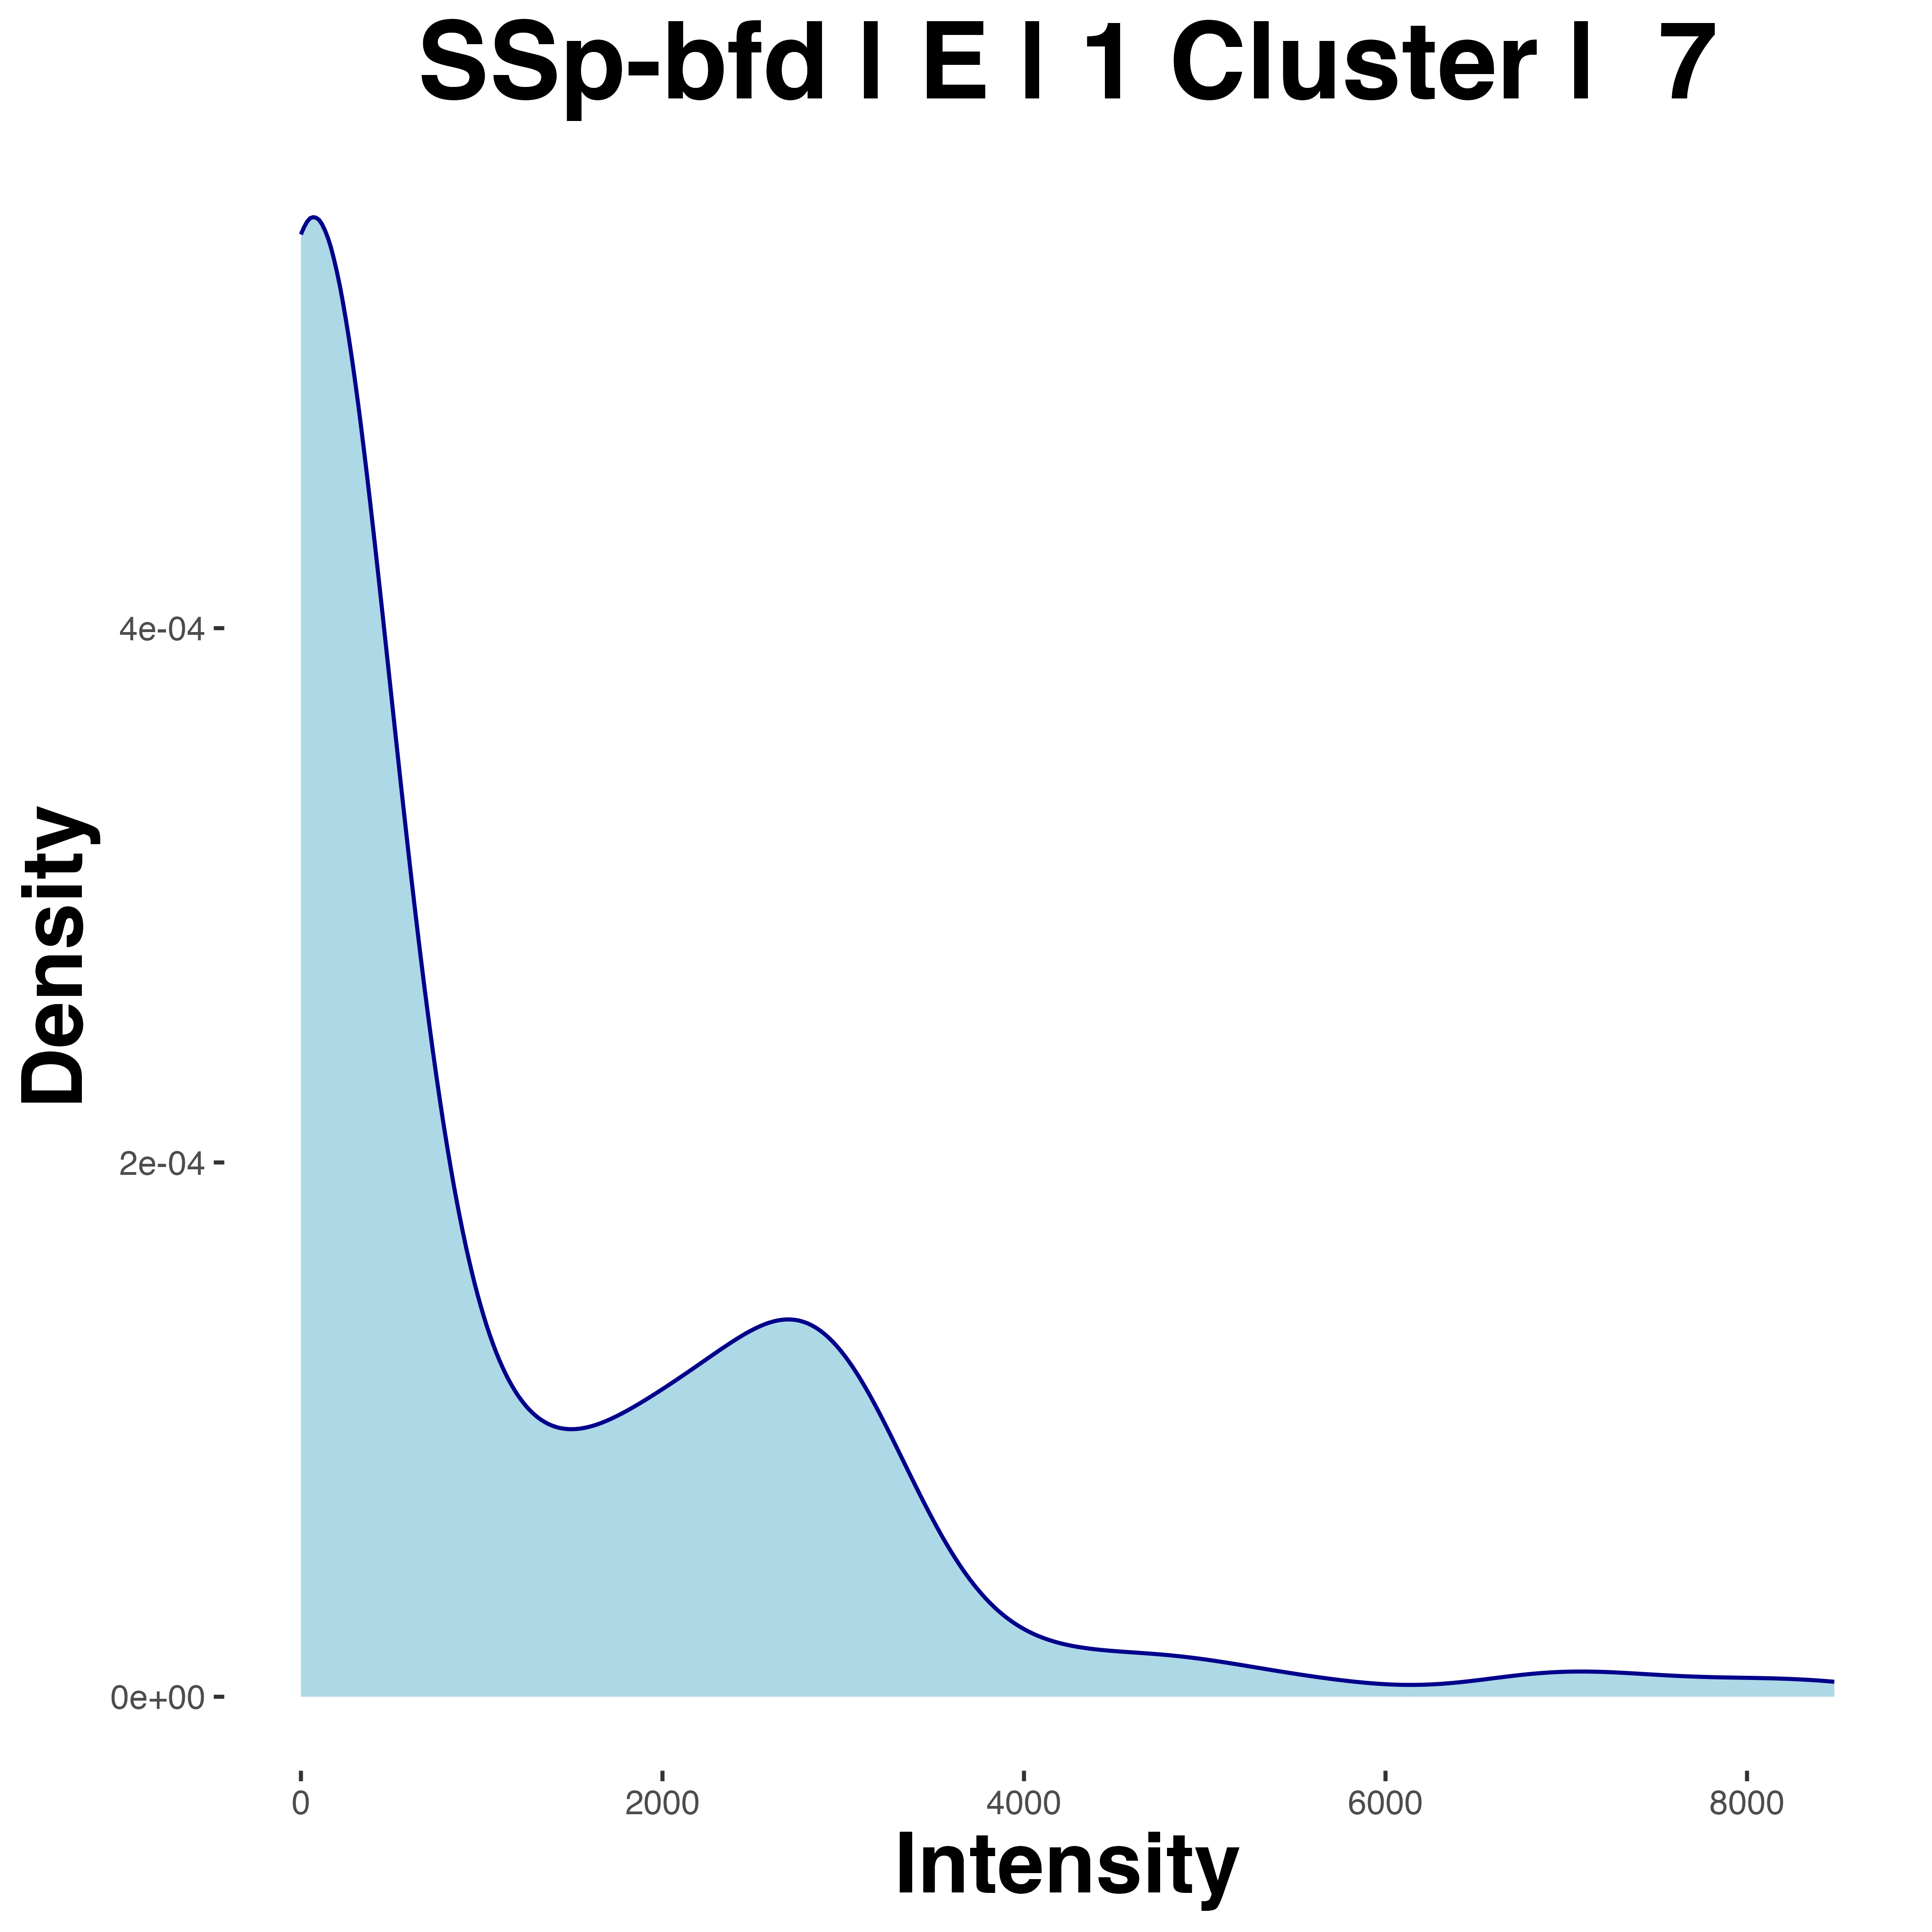 SSp-bfd | E | 1 Cluster | 7
Density
4e-04
2e-04
0e+00
0 2000 4000 6000 8000
Intensity